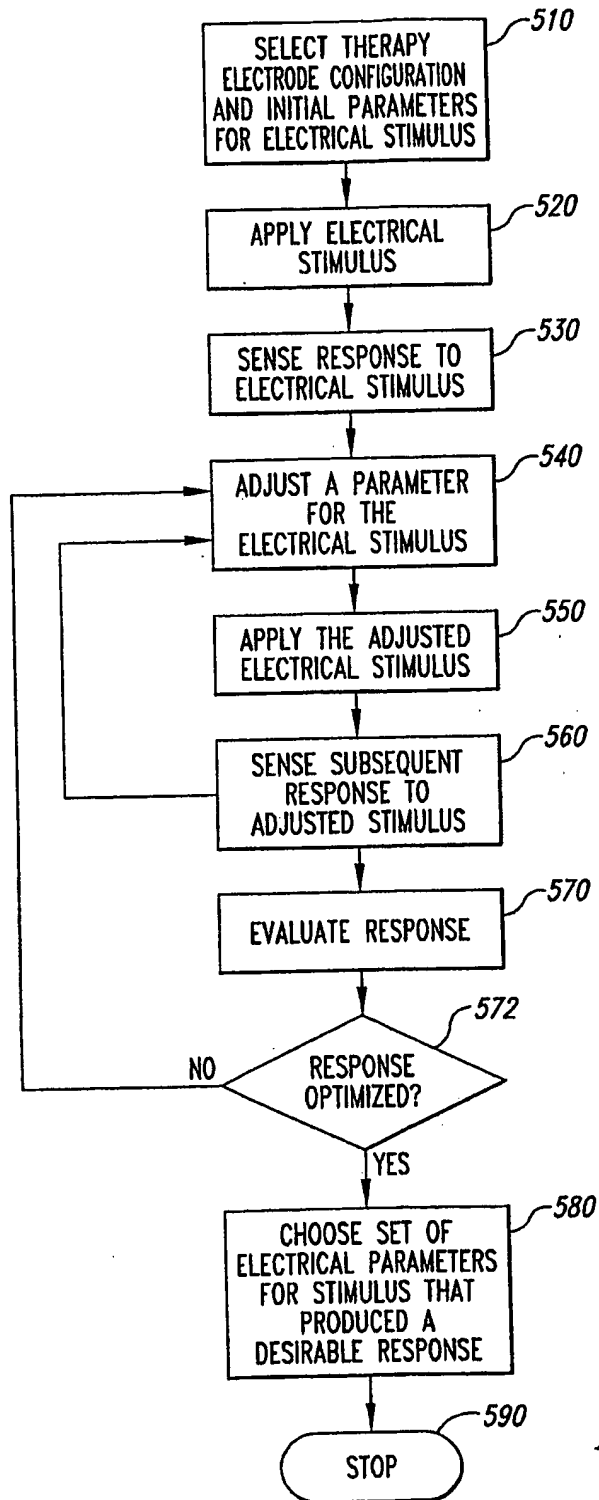 510
SELECT THERAPY
ELECTRODE CONFIGURATION
AND INITIAL PARAMETERS
FOR ELECTRICAL STIMULUS
520
APPLY ELECTRICAL
STIMULUS
530
SENSE RESPONSE TO
ELECTRICAL STIMULUS
540
ADJUST A PARAMETER
FOR THE
ELECTRICAL STIMULUS
550
APPLY THE ADJUSTED
ELECTRICAL STIMULUS
560
SENSE SUBSEQUENT
RESPONSE TO
ADJUSTED STIMULUS
570
EVALUATE RESPONSE
572
NO
RESPONSE
OPTIMIZED?
YES
580
CHOOSE SET OF
ELECTRICAL PARAMETERS
FOR STIMULUS THAT
PRODUCED A
DESIRABLE RESPONSE
590
STOP